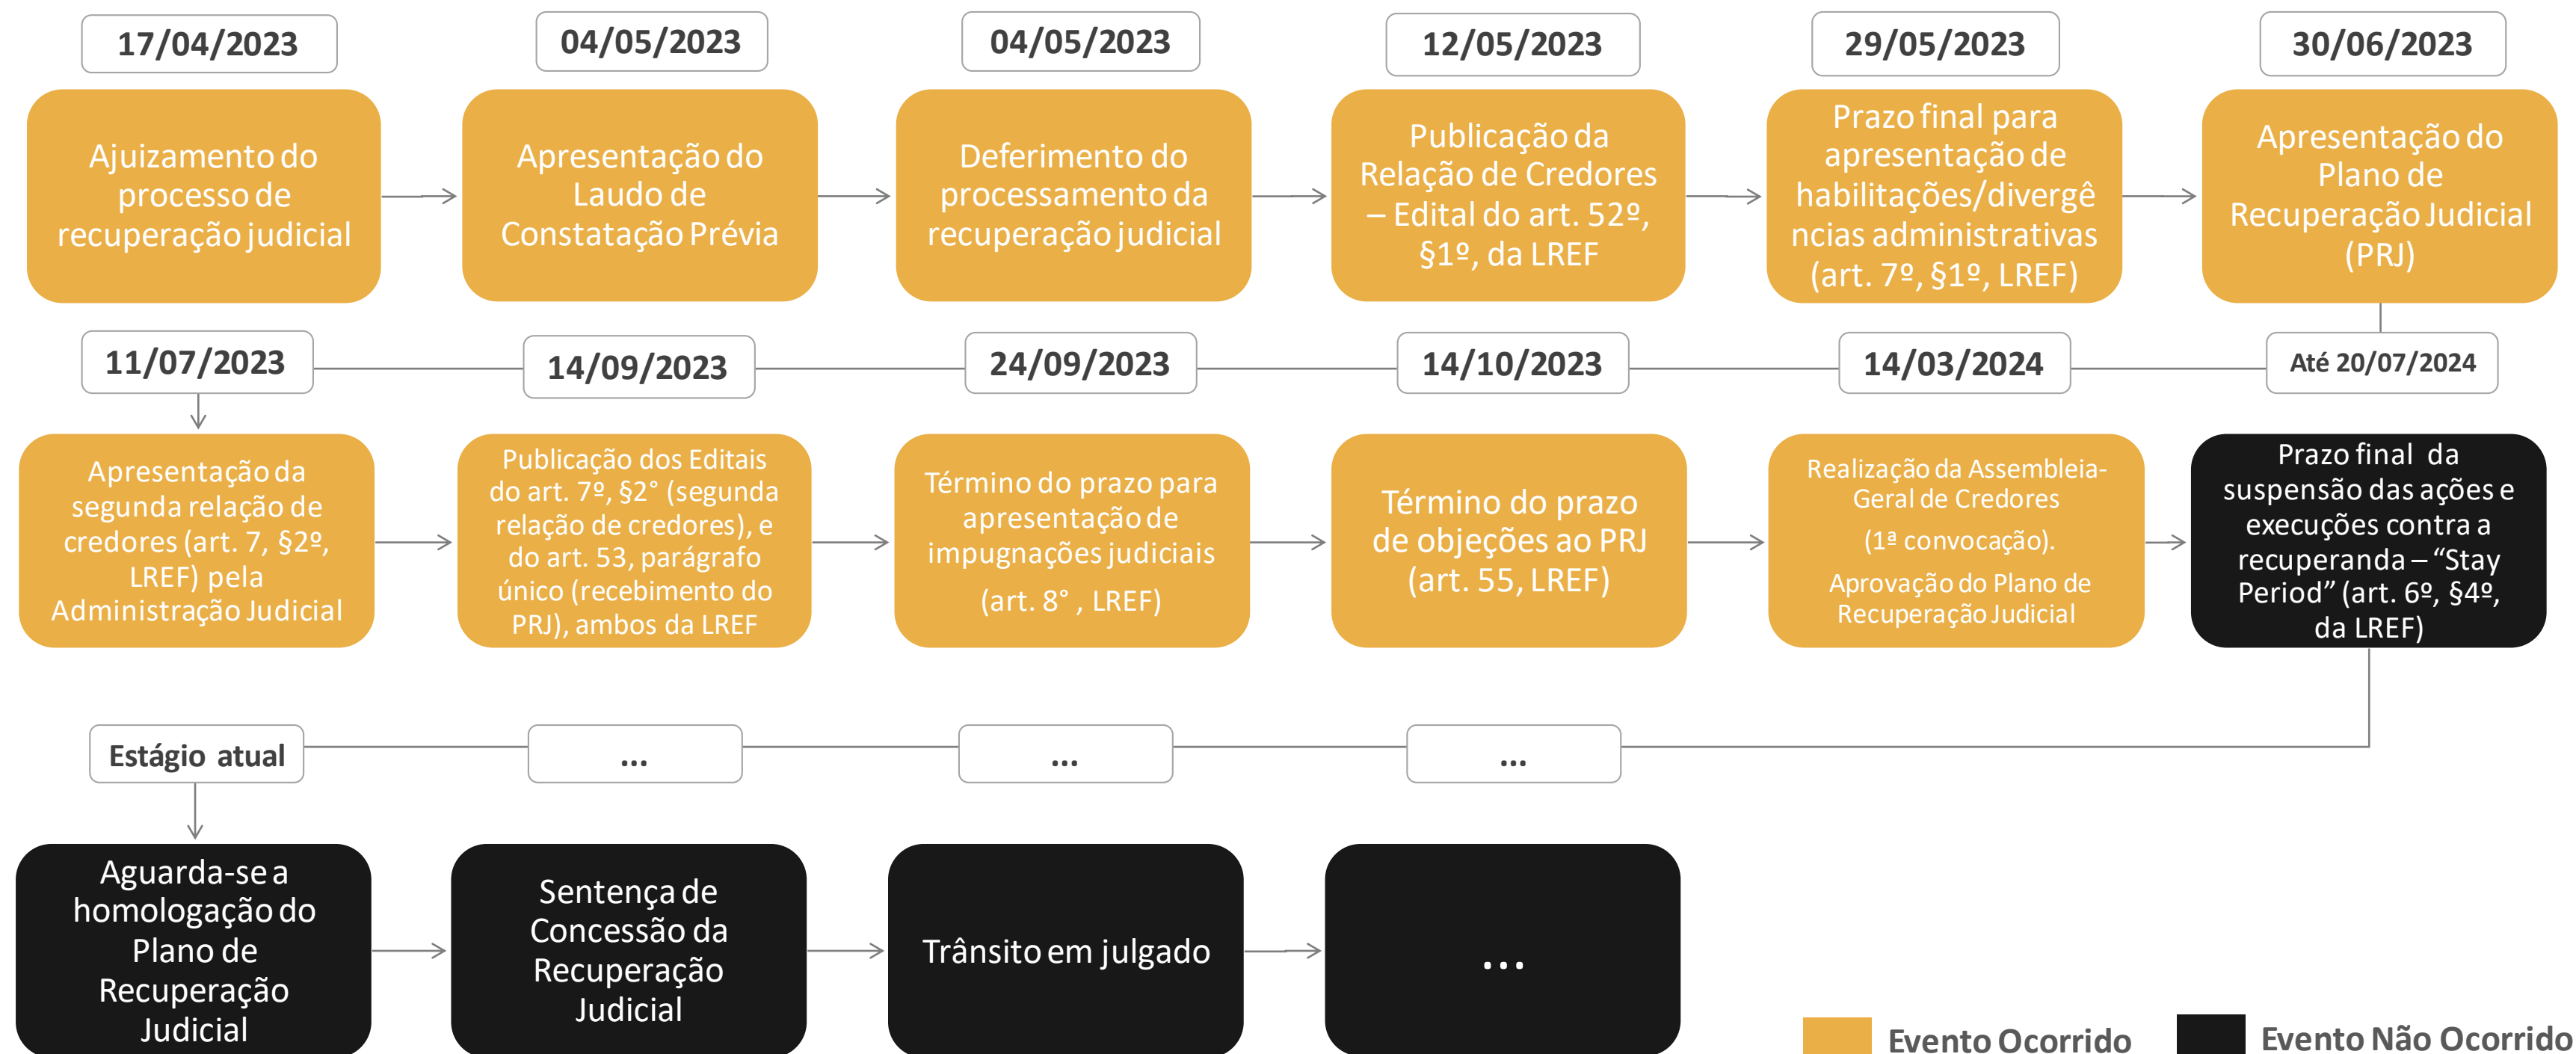 17/04/2023
04/05/2023
04/05/2023
12/05/2023
29/05/2023
30/06/2023
Ajuizamento do
processo de
recuperação judicial
Apresentação do
Laudo de
Constatação Prévia
Deferimento do
processamento da
recuperação judicial
Publicação da
Relação de Credores
– Edital do art. 52º,
§1º, da LREF
Prazo final para
apresentação de
habilitações/divergê
ncias administrativas
(art. 7º, §1º, LREF)
Apresentação do
Plano de
Recuperação Judicial
(PRJ)
11/07/2023
14/09/2023
24/09/2023
14/10/2023
14/03/2024
Até 20/07/2024
Apresentação da
segunda relação de
credores (art. 7, §2º,
LREF) pela
Administração Judicial
Publicação dos Editais
do art. 7º, §2° (segunda
relação de credores), e
do art. 53, parágrafo
único (recebimento do
PRJ), ambos da LREF
Término do prazo para
apresentação de
impugnações judiciais
(art. 8° , LREF)
Término do prazo
de objeções ao PRJ
(art. 55, LREF)
Realização da Assembleia-
Geral de Credores
(1ª convocação).
Aprovação do Plano de
Recuperação Judicial
Prazo final da
suspensão das ações e
execuções contra a
recuperanda – “Stay
Period” (art. 6º, §4º,
da LREF)
Estágio atual
...
...
...
Aguarda-se a
homologação do
Plano de
Recuperação
Judicial
Sentença de
Concessão da
Recuperação
Judicial
Trânsito em julgado
...
Evento Ocorrido
Evento Não Ocorrido